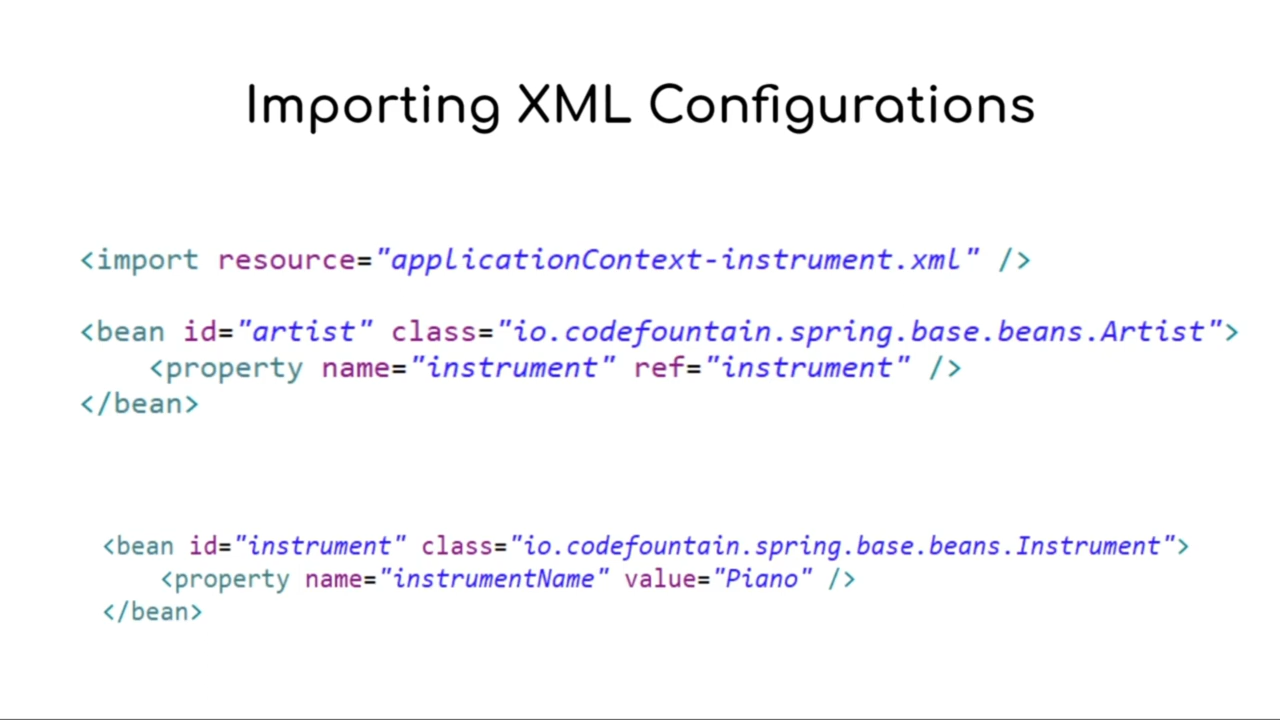 Importing XML Configurations
<import resource="applicationContext-instrument.xml" />
<bean id="artist" class="io.codefountain.spring.base.beans.Artist">
<property name="instrument" ref="instrument" />
</bean>
<bean id="instrument" class="io.codefountain.spring.base.beans.Instrument">
<property name="instrumentName" value="Piano" />
</bean>